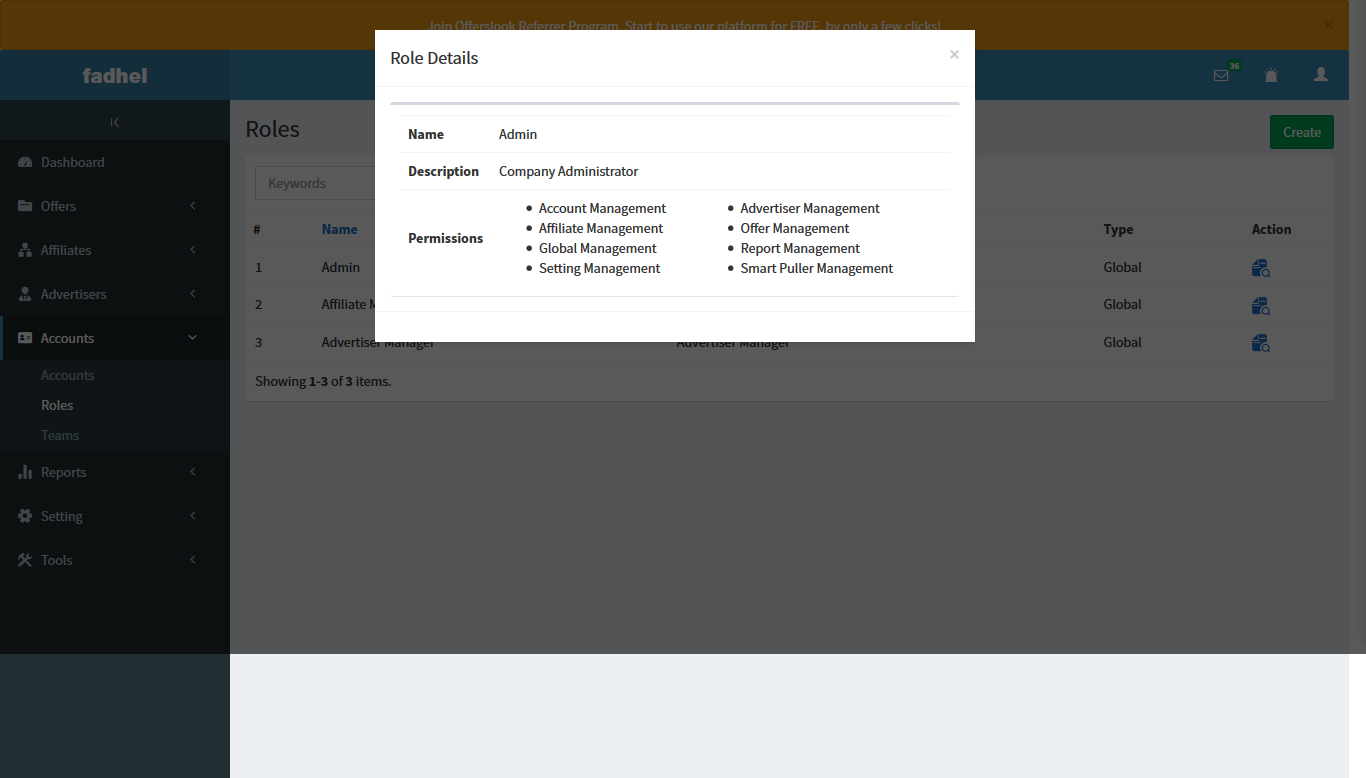 Join Offerslook Referrer Program. Start to use our platform for FREE, by only a few clicks!
×
fadhel
36
Role Details
×
Name Admin
Description Company Administrator
Permissions
Account Management Advertiser Management
Affiliate Management Offer Management
Global Management Report Management
Setting Management Smart Puller Management
Dashboard
Offers
Affiliates
Advertisers
Accounts
Accounts
Roles
Teams
Reports
Setting
Tools
Roles
Create
Keywords
# Name Type Action
1 Admin Global
2 Affiliate Global
3 Advertiser Manager Advertiser Manager Global
Showing 1-3 of 3 items.